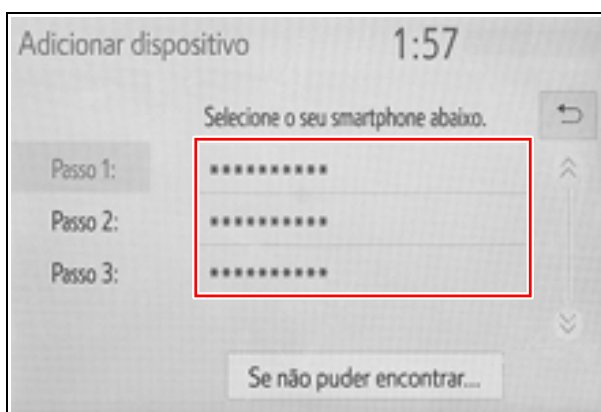 Adicionar dispositivo 1:57
Selecione o seu smartphone abaixo.
Passo 1: **********
Passo 2: **********
Passo 3: **********
Se não puder encontrar...